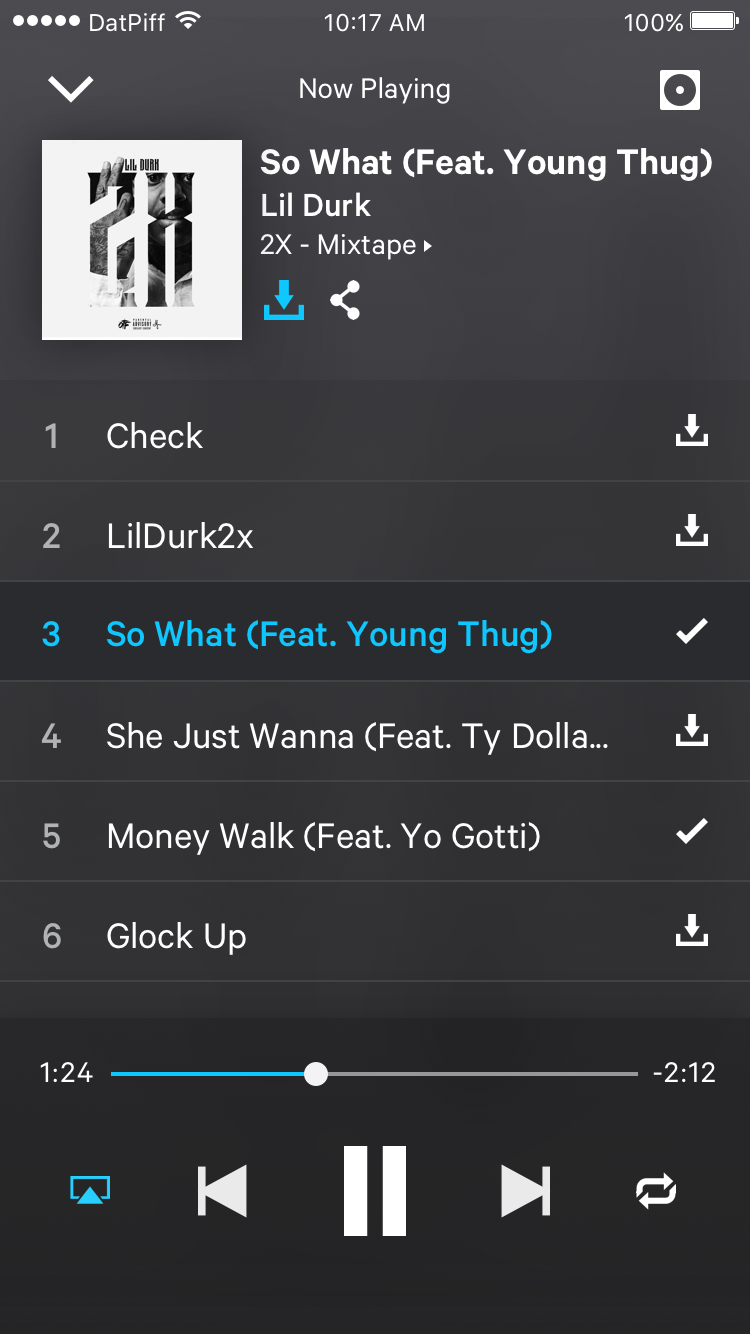 DatPiff 10:17 AM 100%
Now Playing
LIL DURK
2X
PARENTAL
ADVISORY
EXPLICIT CONTENT
So What (Feat. Young Thug)
Lil Durk
2X - Mixtape
1 Check
2 LilDurk2x
3 So What (Feat. Young Thug)
4 She Just Wanna (Feat. Ty Dolla...
5 Money Walk (Feat. Yo Gotti)
6 Glock Up
1:24 -2:12